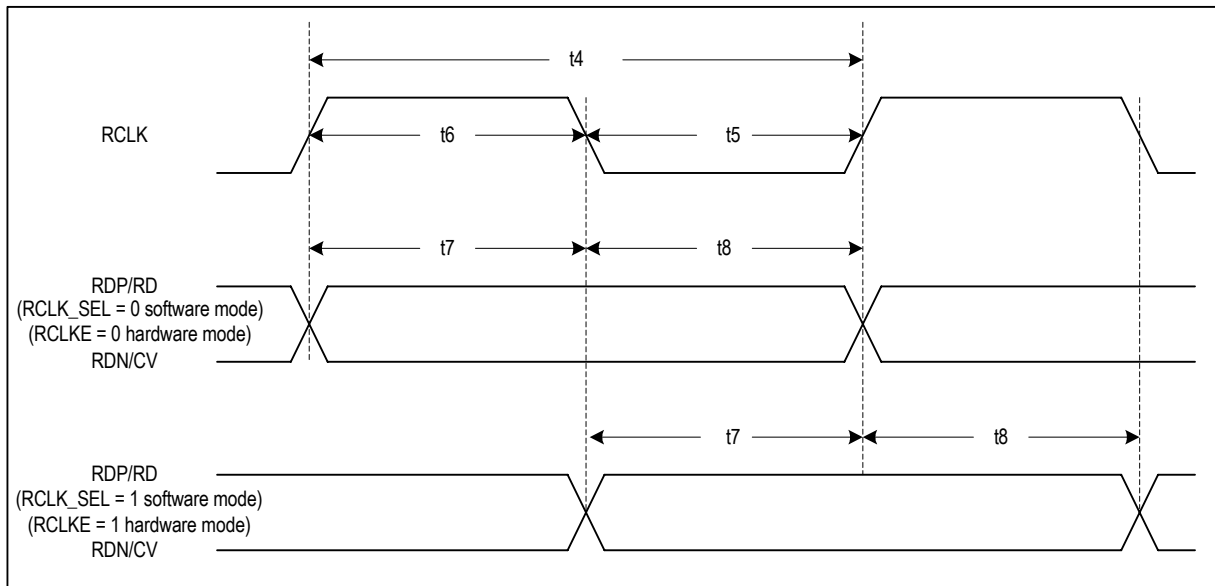 t4
RCLK
t6
t5
t7
t8
RDP/RD
(RCLK_SEL = 0 software mode)
(RCLKE = 0 hardware mode)
RDN/CV
t7
t8
RDP/RD
(RCLK_SEL = 1 software mode)
(RCLKE = 1 hardware mode)
RDN/CV